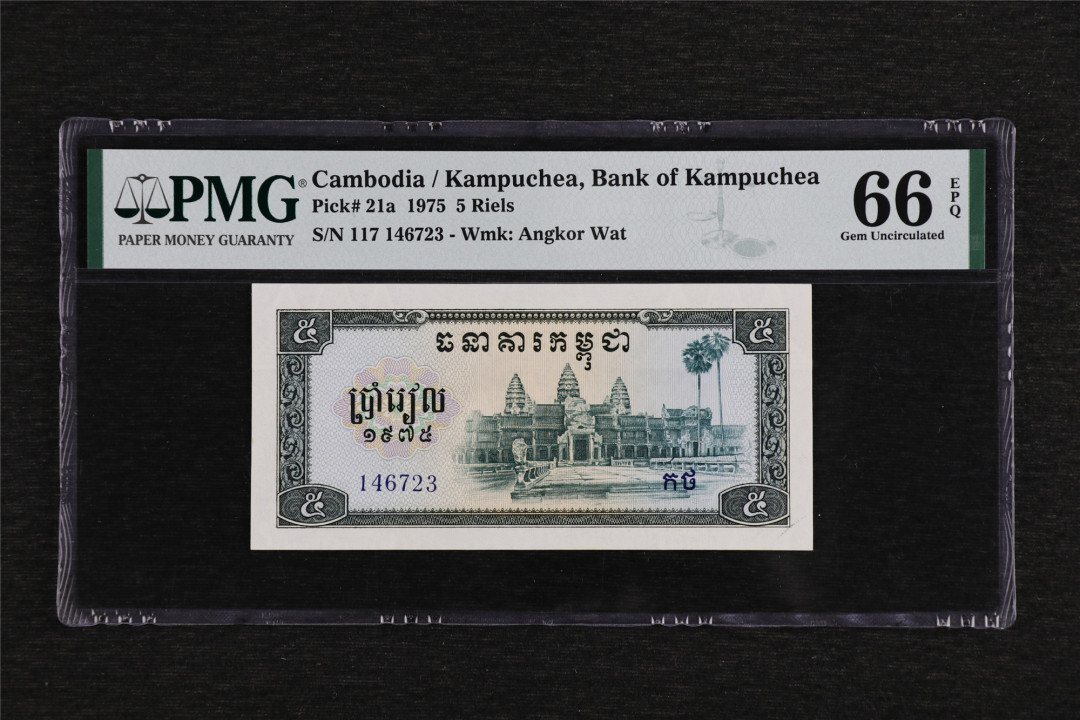 PMG®
PAPER MONEY GUARANTY
Cambodia / Kampuchea, Bank of Kampuchea
Pick# 21a 1975 5 Riels
S/N 117 146723 - Wmk: Angkor Wat
66 EPQ
Gem Uncirculated
៥ ៥
ធនាគារកម្ពុជា
ប្រាំរៀល
១៩៧៥
146723 កថ
៥ ៥